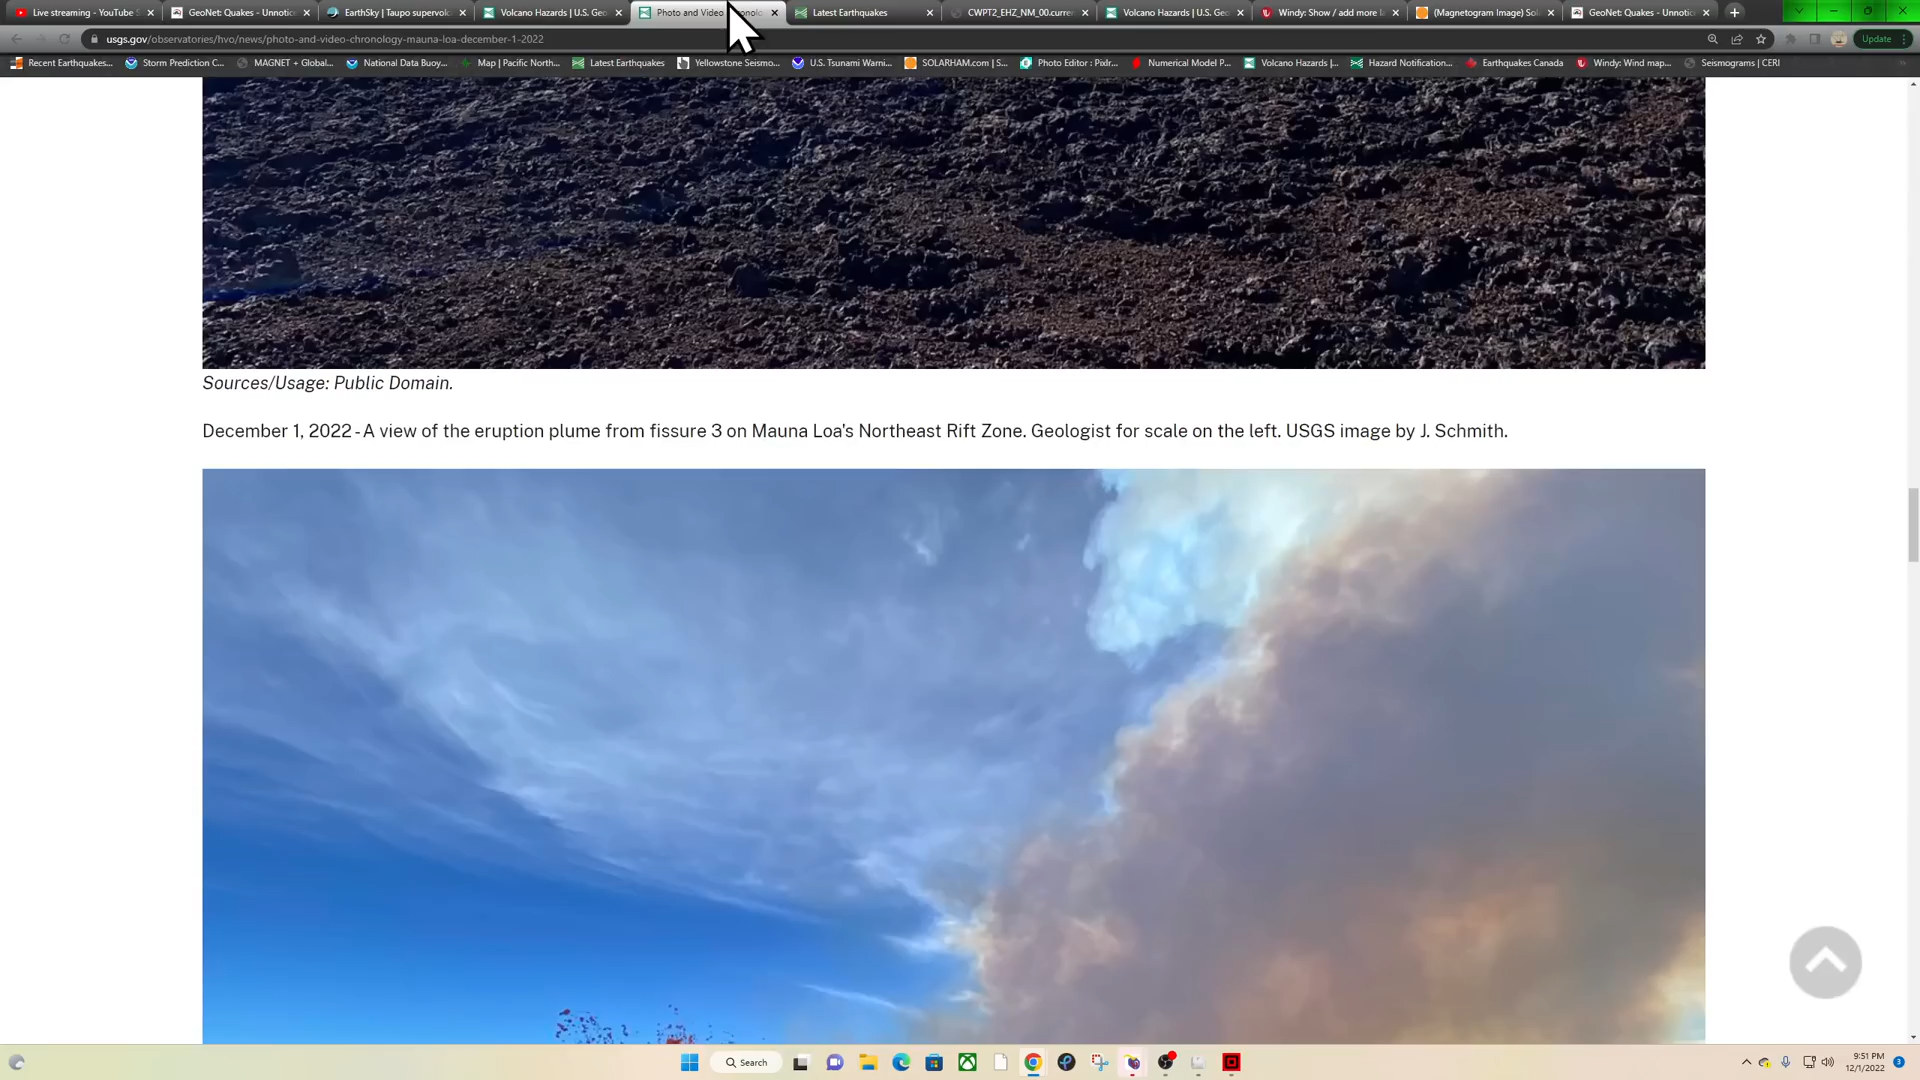 Live streaming - YouTube S
GeoNet: Quakes - Unnotic
EarthSky | Taupo supervolc
Volcano Hazards | U.S. Geo
Photo and Video
Latest Earthquakes
CWPT2_EHZ_NM_00.curren
Volcano Hazards | U.S. Geo
Windy: Show / add more la
(Magnetogram Image) Sol
GeoNet: Quakes - Unnotic
usgs.gov/observatories/hvo/news/photo-and-video-chronology-mauna-loa-december-1-2022
Update
Recent Earthquakes...
Storm Prediction C...
MAGNET + Global...
National Data Buoy...
Map | Pacific North...
Latest Earthquakes
Yellowstone Seismo...
U.S. Tsunami Warni...
SOLARHAM.com | S...
Photo Editor : Pixlr...
Numerical Model P...
Volcano Hazards |...
Hazard Notification...
Earthquakes Canada
Windy: Wind map...
Seismograms | CERI
Sources/Usage: Public Domain.
December 1, 2022 - A view of the eruption plume from fissure 3 on Mauna Loa's Northeast Rift Zone. Geologist for scale on the left. USGS image by J. Schmith.
Search
9:51 PM
12/1/2022
3